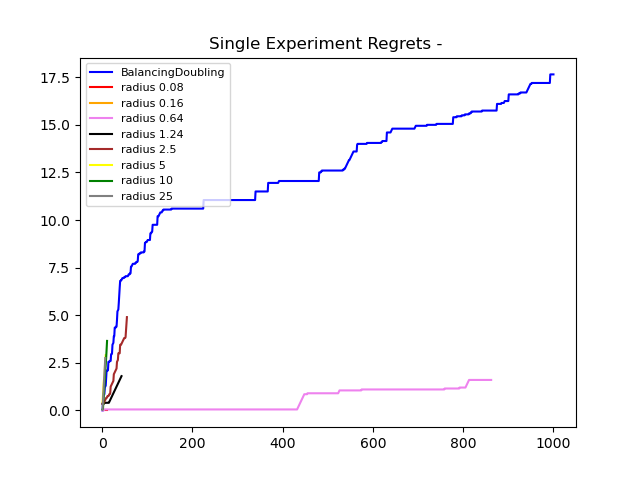 Single Experiment Regrets -
17.5
15.0
12.5
10.0
7.5
5.0
2.5
0.0
BalancingDoubling
radius 0.08
radius 0.16
radius 0.64
radius 1.24
radius 2.5
radius 5
radius 10
radius 25
0 200 400 600 800 1000